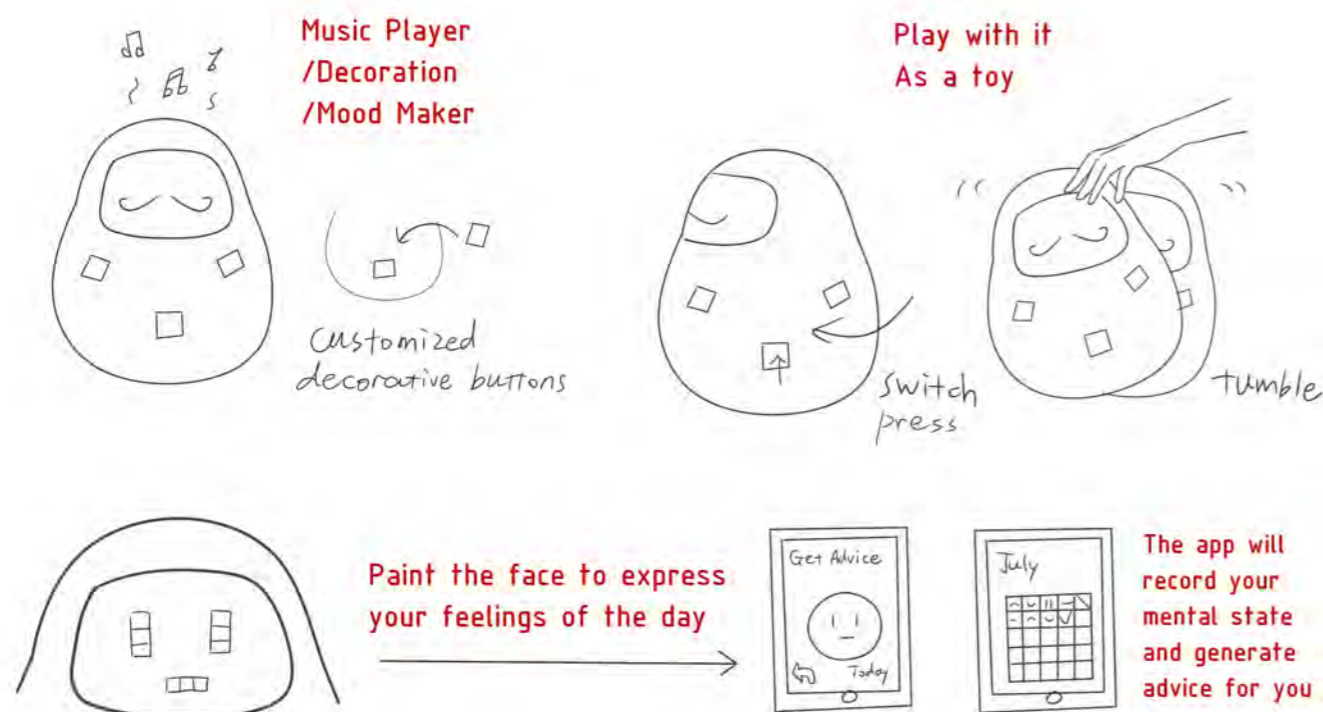 Music Player
/Decoration
/Mood Maker
customized
decorative buttons
Play with it
As a toy
switch
press
tumble
Paint the face to express
your feelings of the day
Get Advice
Today
July
The app will
record your
mental state
and generate
advice for you